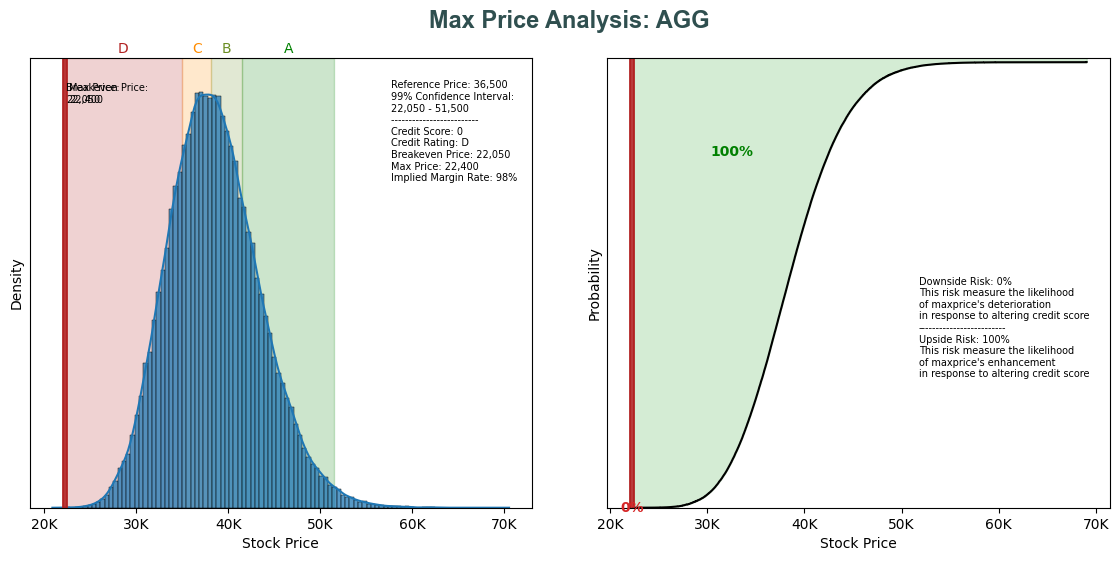 Max Price Analysis: AGG
D C B A
Breakeven Price:
22,050
Max Price:
22,400
Reference Price: 36,500
99% Confidence Interval:
22,050 - 51,500
--------------------------
Credit Score: 0
Credit Rating: D
Breakeven Price: 22,050
Max Price: 22,400
Implied Margin Rate: 98%
Density
20K 30K 40K 50K 60K 70K
Stock Price
100%
0%
Downside Risk: 0%
This risk measure the likelihood
of maxprice's deterioration
in response to altering credit score
--------------------------
Upside Risk: 100%
This risk measure the likelihood
of maxprice's enhancement
in response to altering credit score
Probability
20K 30K 40K 50K 60K 70K
Stock Price